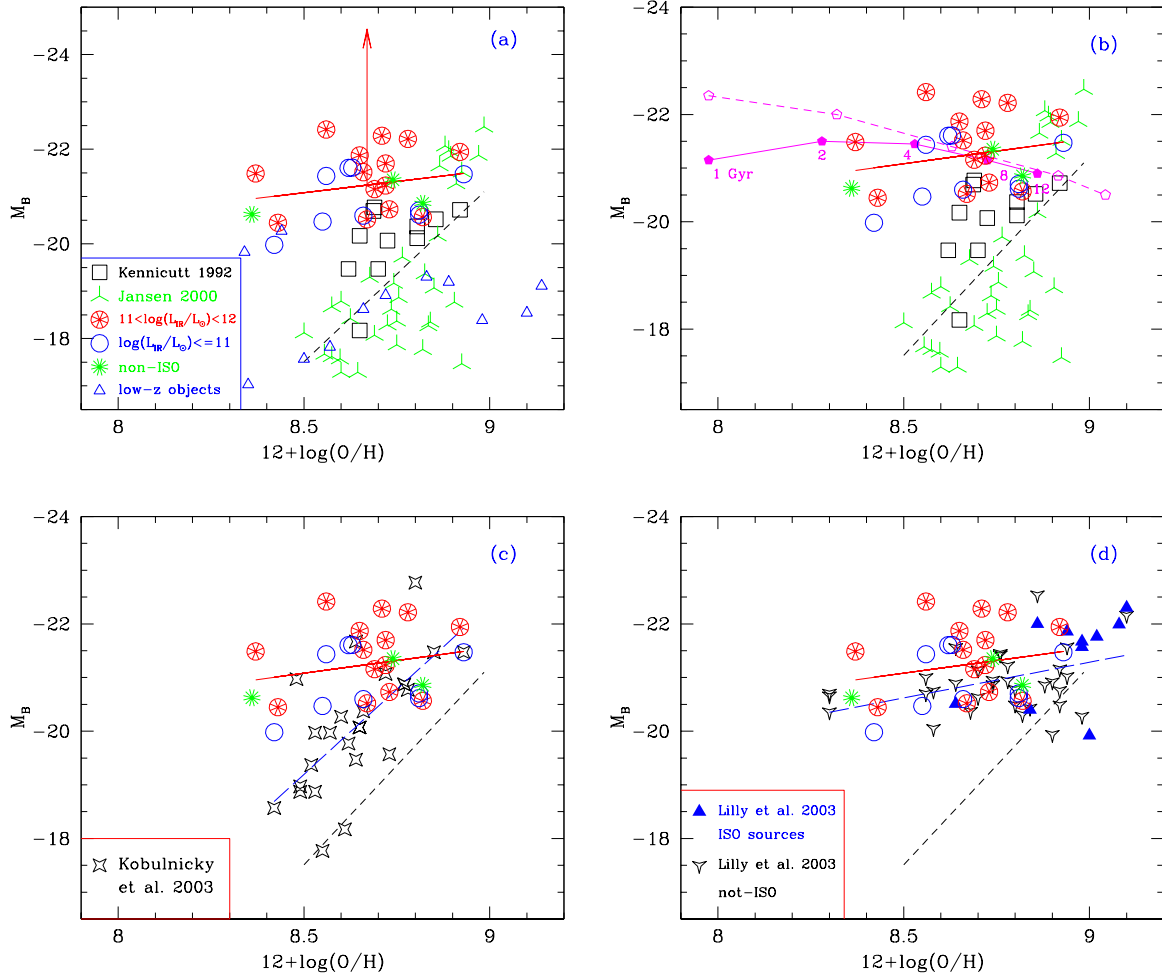 (a)
-24
-22
-20
-18
M_B
Kennicutt 1992
Jansen 2000
11<log(L_IR/L_⊙)<12
log(L_IR/L_⊙)<=11
non-ISO
low-z objects
8
8.5
9
12+log(O/H)
(b)
-24
-22
-20
-18
M_B
1 Gyr
2
4
8
12
8
8.5
9
12+log(O/H)
(c)
-24
-22
-20
-18
M_B
Kobulnicky
et al. 2003
8
8.5
9
12+log(O/H)
(d)
-24
-22
-20
-18
M_B
Lilly et al. 2003
ISO sources
Lilly et al. 2003
not-ISO
8
8.5
9
12+log(O/H)